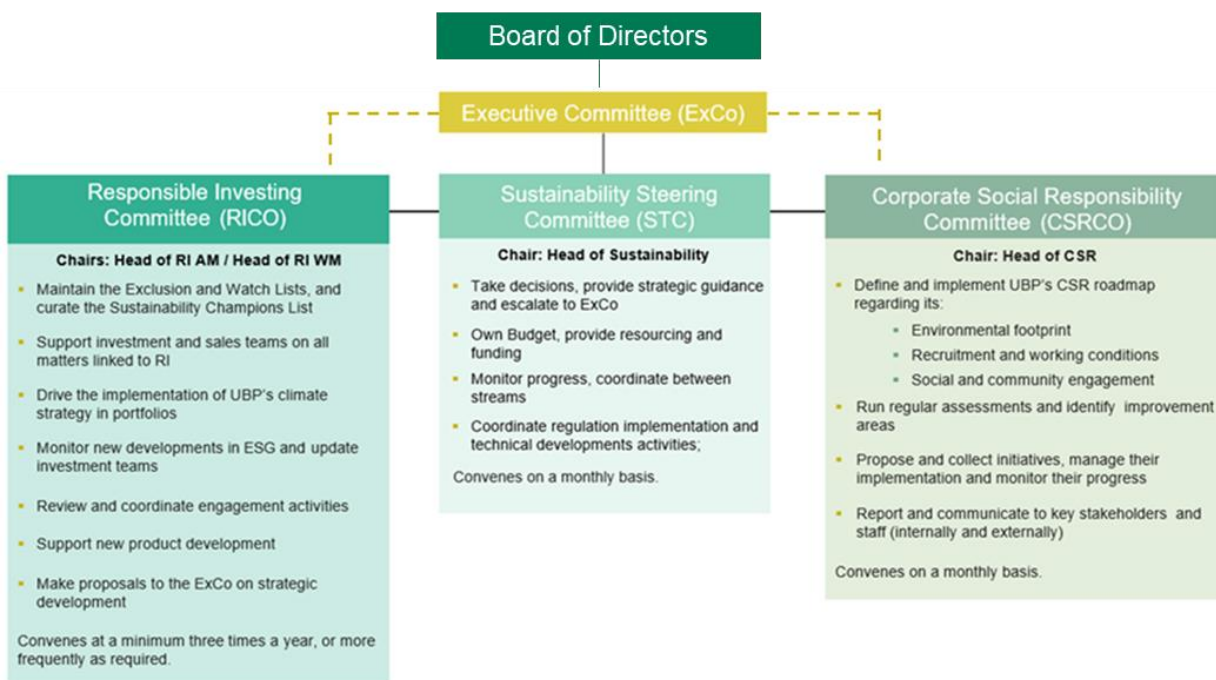 Board of Directors
Executive Committee (ExCo)
Responsible Investing
Committee (RICO)
Chairs: Head of RI AM / Head of RI WM
▪ Maintain the Exclusion and Watch Lists, and
curate the Sustainability Champions List
▪ Support investment and sales teams on all
matters linked to RI
▪ Drive the implementation of UBP's climate
strategy in portfolios
▪ Monitor new developments in ESG and update
investment teams
▪ Review and coordinate engagement activities
▪ Support new product development
▪ Make proposals to the ExCo on strategic
development
Convenes at a minimum three times a year, or more
frequently as required.
Sustainability Steering
Committee (STC)
Chair: Head of Sustainability
▪ Take decisions, provide strategic guidance
and escalate to ExCo
▪ Own Budget, provide resourcing and
funding
▪ Monitor progress, coordinate between
streams
▪ Coordinate regulation implementation and
technical developments activities;
Convenes on a monthly basis.
Corporate Social Responsibility
Committee (CSRCO)
Chair: Head of CSR
▪ Define and implement UBP's CSR roadmap
regarding its:
▪ Environmental footprint
▪ Recruitment and working conditions
▪ Social and community engagement
▪ Run regular assessments and identify improvement
areas
▪ Propose and collect initiatives, manage their
implementation and monitor their progress
▪ Report and communicate to key stakeholders and
staff (internally and externally)
Convenes on a monthly basis.